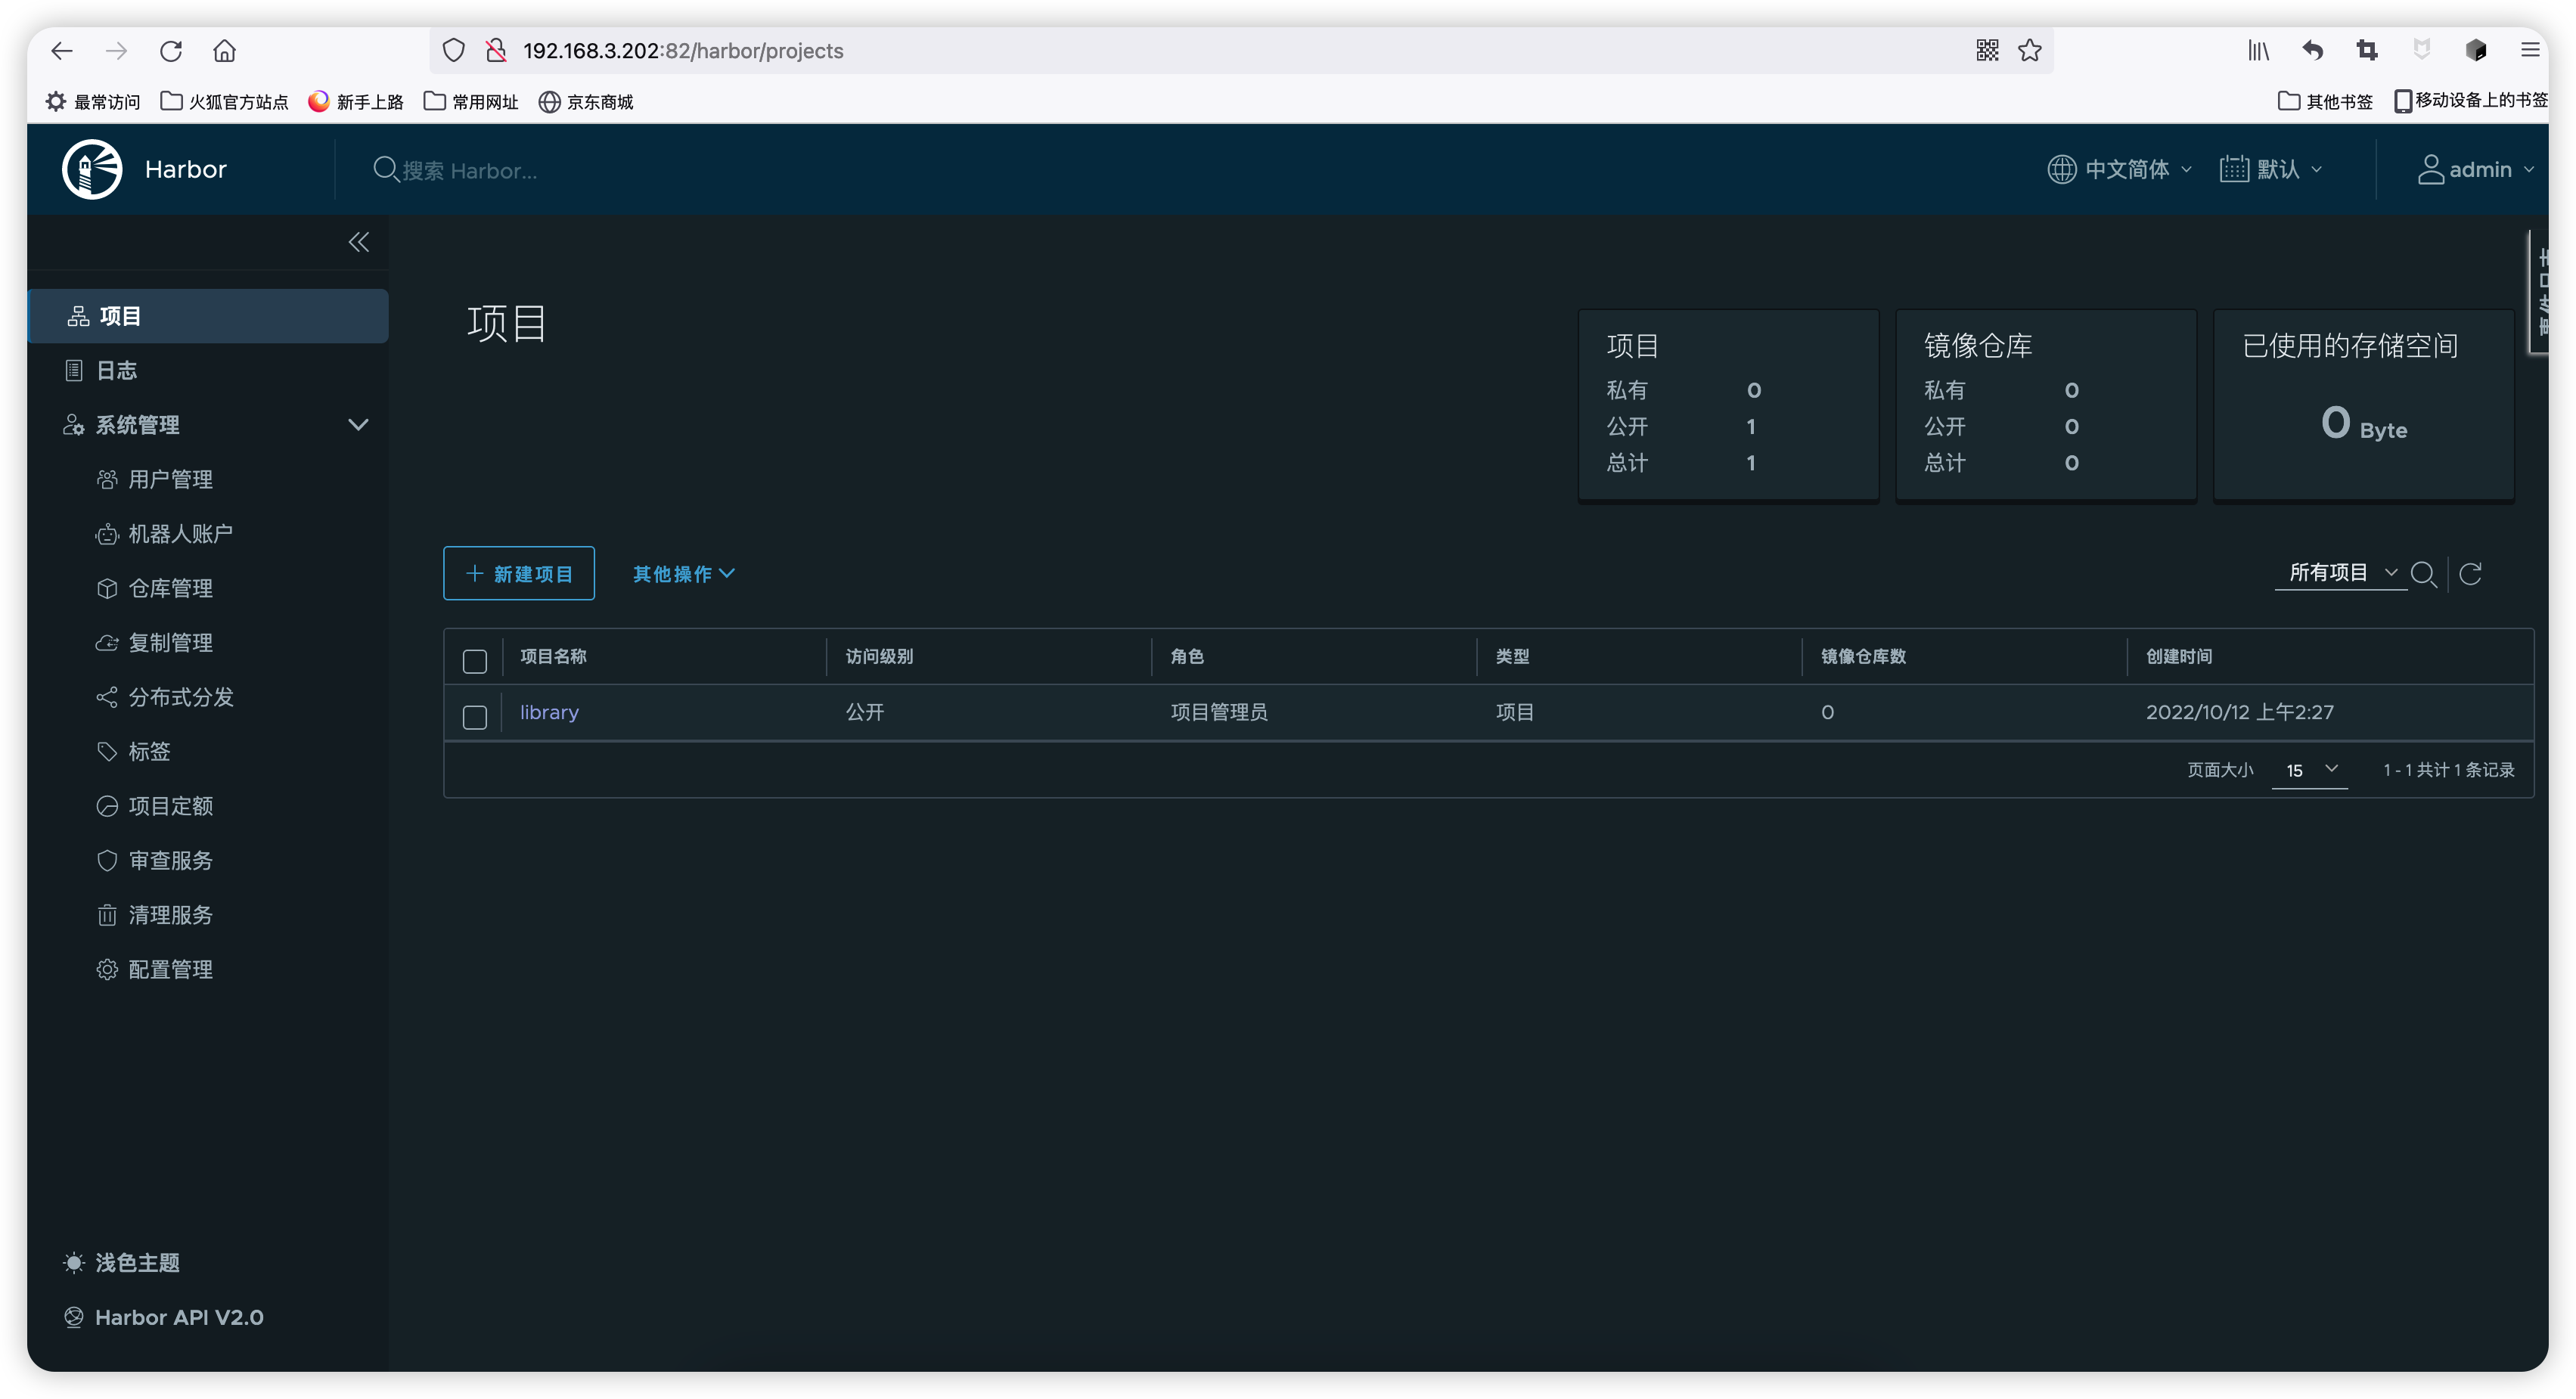 192.168.3.202:82/harbor/projects
最常访问 火狐官方站点 新手上路 常用网址 京东商城 其他书签 移动设备上的书签
Harbor 搜索 Harbor... 中文简体 默认 admin
项目
日志
系统管理
用户管理
机器人账户
仓库管理
复制管理
分布式分发
标签
项目定额
审查服务
清理服务
配置管理
浅色主题
Harbor API V2.0
项目
项目
私有 0
公开 1
总计 1
镜像仓库
私有 0
公开 0
总计 0
已使用的存储空间
0 Byte
新建项目 其他操作 所有项目
项目名称 访问级别 角色 类型 镜像仓库数 创建时间
library 公开 项目管理员 项目 0 2022/10/12 上午2:27
页面大小 15 1 - 1 共计 1 条记录